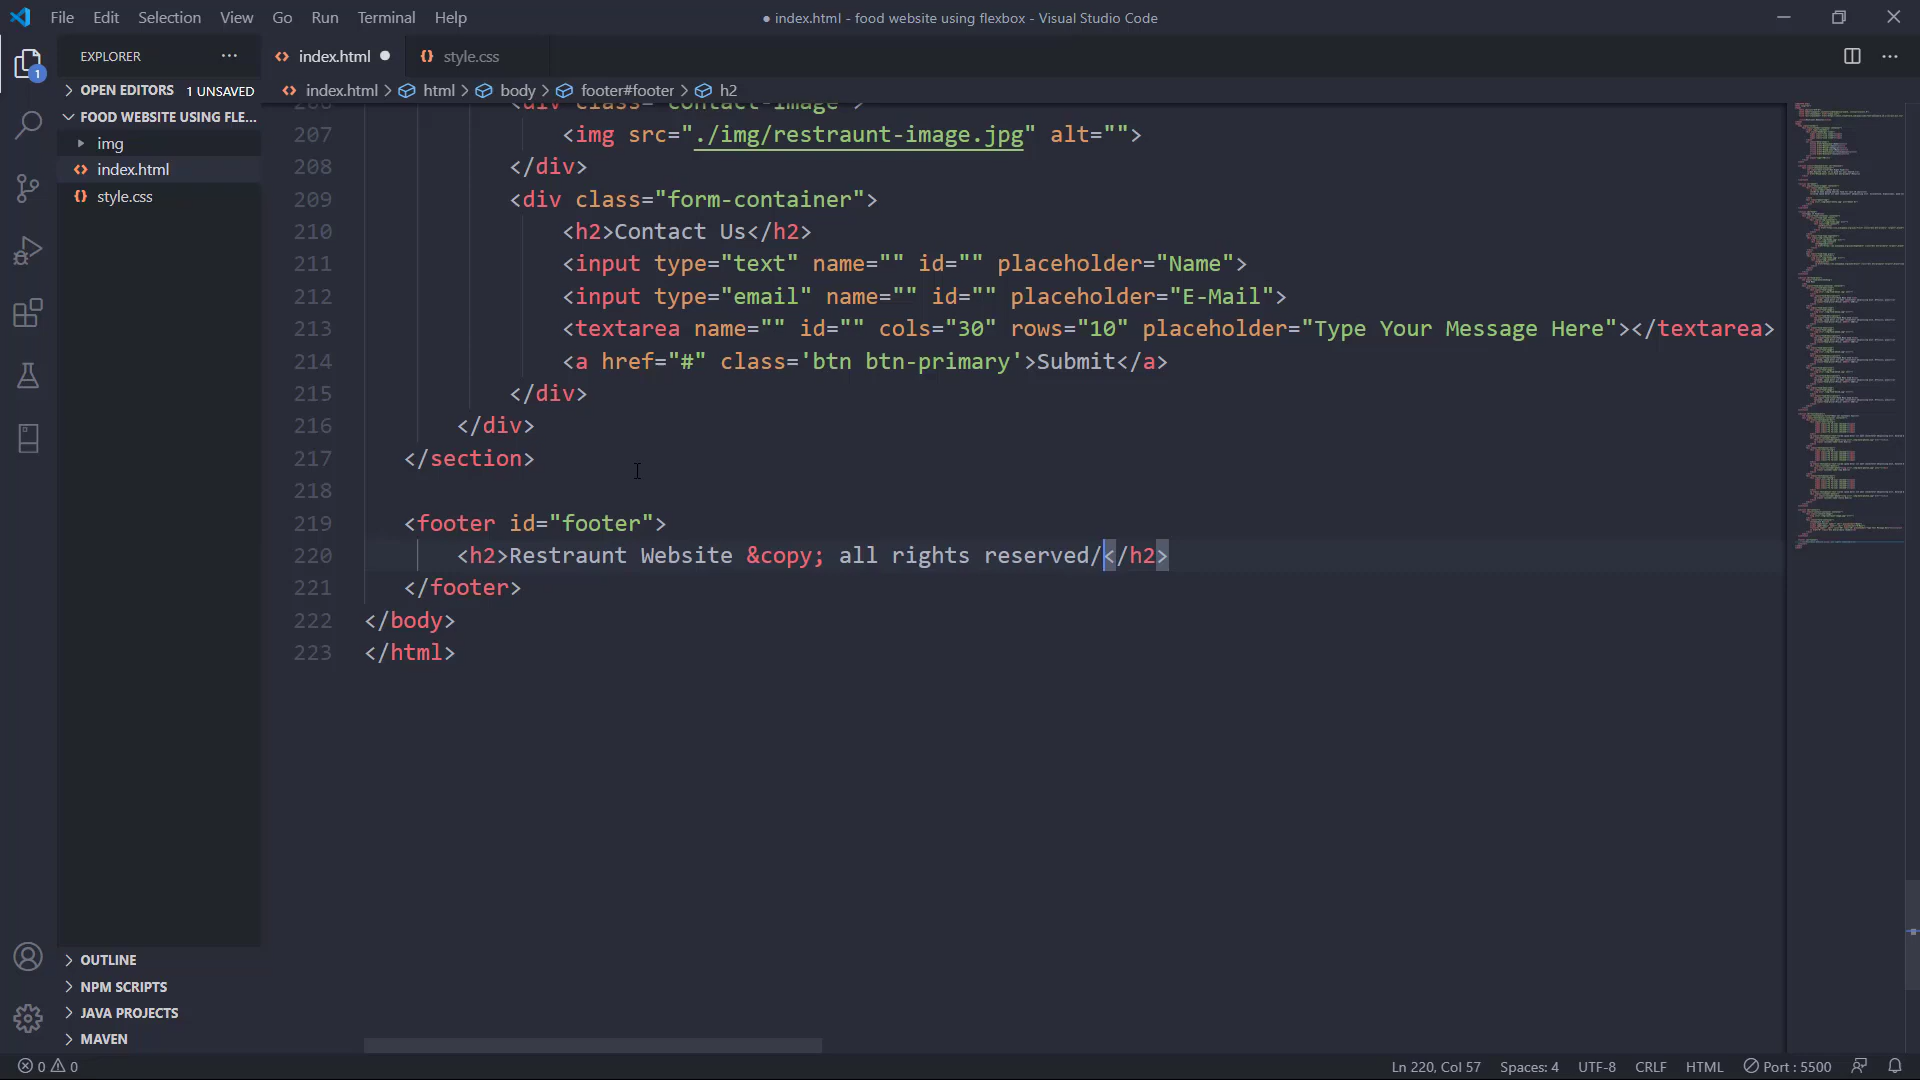 File Edit Selection View Go Run Terminal Help
● index.html - food website using flexbox - Visual Studio Code
EXPLORER ···
index.html ●
style.css
OPEN EDITORS 1 UNSAVED
index.html > html > body > footer#footer > h2
FOOD WEBSITE USING FLE...
img
index.html
style.css
1
<div class="contact-image">
207 <img src="./img/restraunt-image.jpg" alt="">
208 </div>
209 <div class="form-container">
210 <h2>Contact Us</h2>
211 <input type="text" name="" id="" placeholder="Name">
212 <input type="email" name="" id="" placeholder="E-Mail">
213 <textarea name="" id="" cols="30" rows="10" placeholder="Type Your Message Here"></textarea>
214 <a href="#" class='btn btn-primary'>Submit</a>
215 </div>
216 </div>
217 </section>
218
219 <footer id="footer">
220 <h2>Restraunt Website &copy; all rights reserved/</h2>
221 </footer>
222 </body>
223 </html>
OUTLINE
NPM SCRIPTS
JAVA PROJECTS
MAVEN
0 0
Ln 220, Col 57 Spaces: 4 UTF-8 CRLF HTML Port : 5500